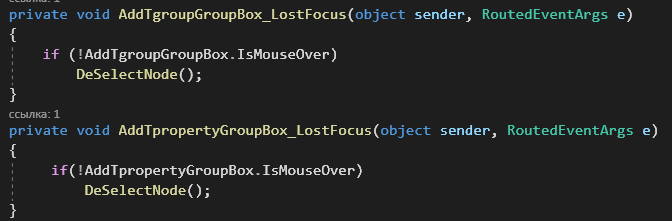 ссылка: 1
private void AddTgroupGroupBox_LostFocus(object sender, RoutedEventArgs e)
{
if (!AddTgroupGroupBox.IsMouseOver)
DeSelectNode();
}
ссылка: 1
private void AddTpropertyGroupBox_LostFocus(object sender, RoutedEventArgs e)
{
if(!AddTpropertyGroupBox.IsMouseOver)
DeSelectNode();
}